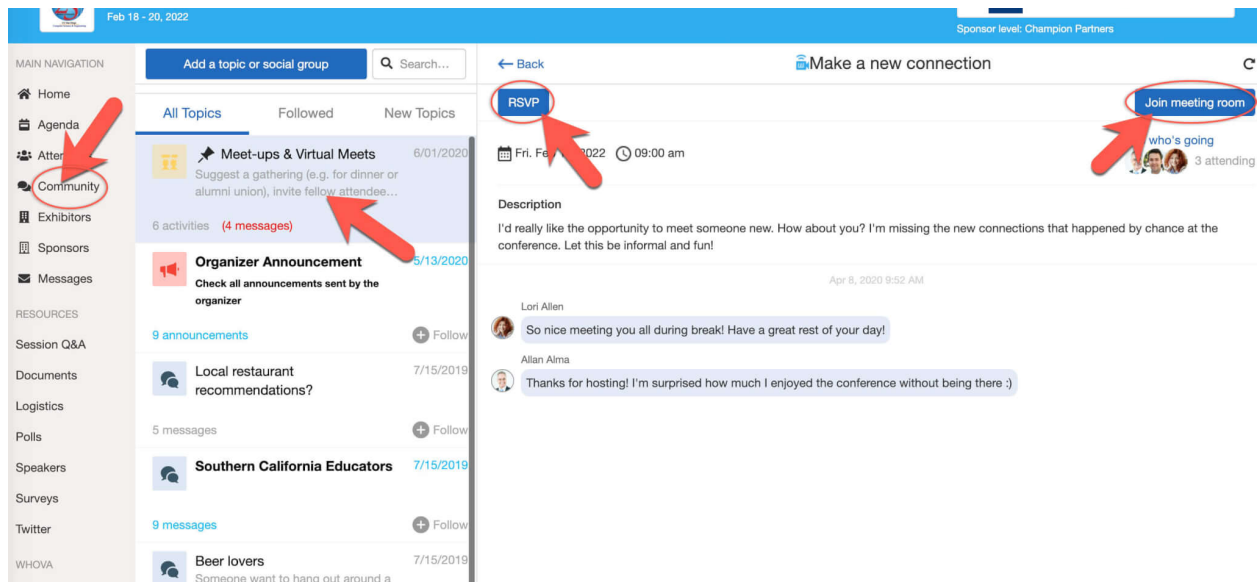 Feb 18 - 20, 2022
Sponsor level: Champion Partners
MAIN NAVIGATION
Home
Agenda
Community
Exhibitors
Sponsors
Messages
RESOURCES
Session Q&A
Documents
Logistics
Polls
Speakers
Surveys
Twitter
WHOVA
Add a topic or social group
Search...
All Topics Followed New Topics
Meet-ups & Virtual Meets 6/01/2020
Suggest a gathering (e.g. for dinner or
alumni union), invite fellow attendee...
6 activities (4 messages)
Organizer Announcement 5/13/2020
Check all announcements sent by the
organizer
9 announcements Follow
Local restaurant 7/15/2019
recommendations?
5 messages Follow
Southern California Educators 7/15/2019
9 messages Follow
Beer lovers 7/15/2019
Someone want to hang out around a
Back
Make a new connection
RSVP
Join meeting room
Fri. 2022 09:00 am
who's going
3 attending
Description
I'd really like the opportunity to meet someone new. How about you? I'm missing the new connections that happened by chance at the
conference. Let this be informal and fun!
Apr 8, 2020 9:52 AM
Lori Allen
So nice meeting you all during break! Have a great rest of your day!
Allan Alma
Thanks for hosting! I'm surprised how much I enjoyed the conference without being there :)